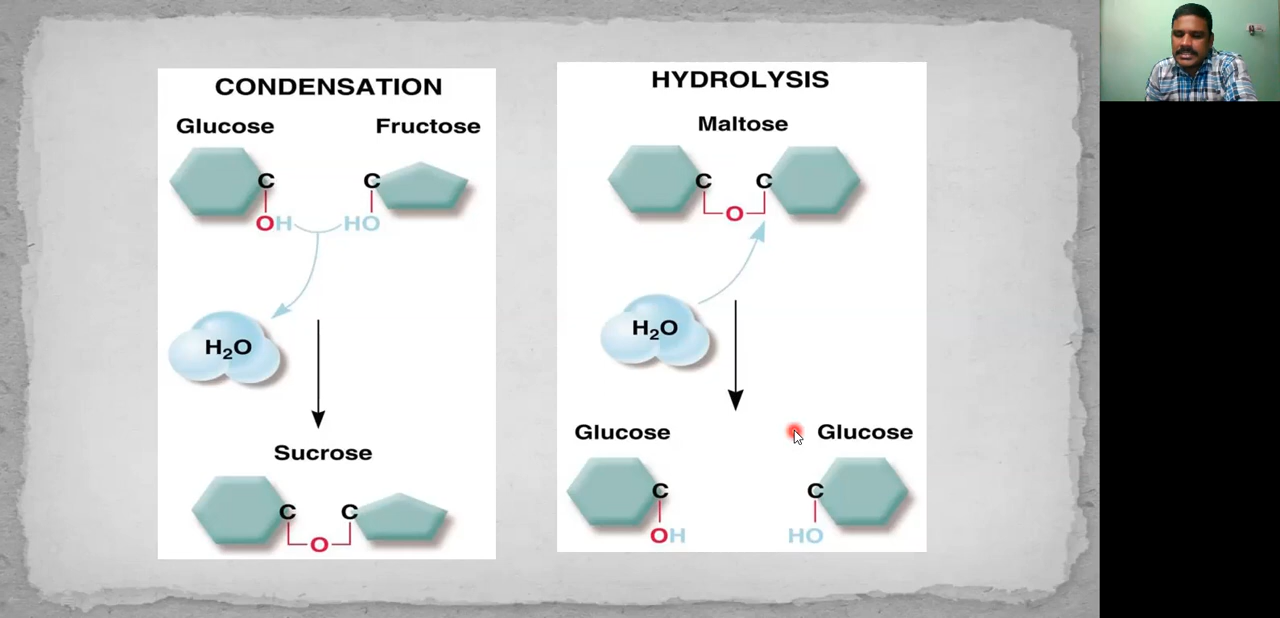 CONDENSATION
Glucose Fructose
C C
OH HO
H₂O
Sucrose
C C
O
HYDROLYSIS
Maltose
C C
O
H₂O
Glucose Glucose
C C
OH HO